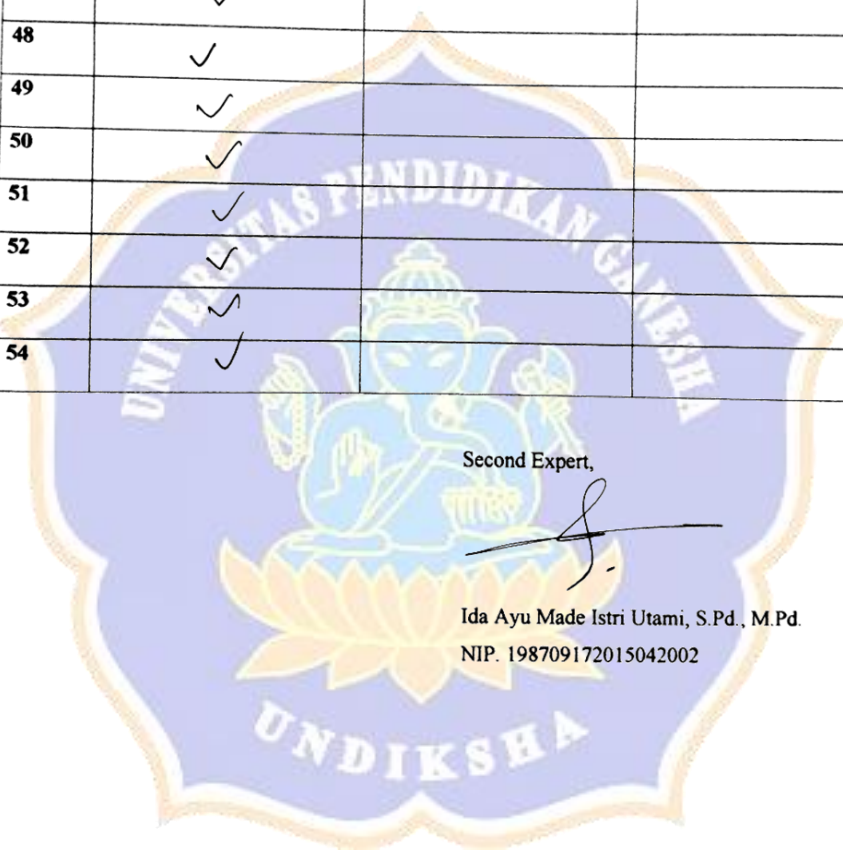 48 ✓
49 ✓
50 ✓
51 ✓
52 ✓
53 ✓
54 ✓
UNIVERSITAS PENDIDIKAN GANESHA
Second Expert,
Ida Ayu Made Istri Utami, S.Pd., M.Pd.
NIP. 198709172015042002
UNDIKSHA